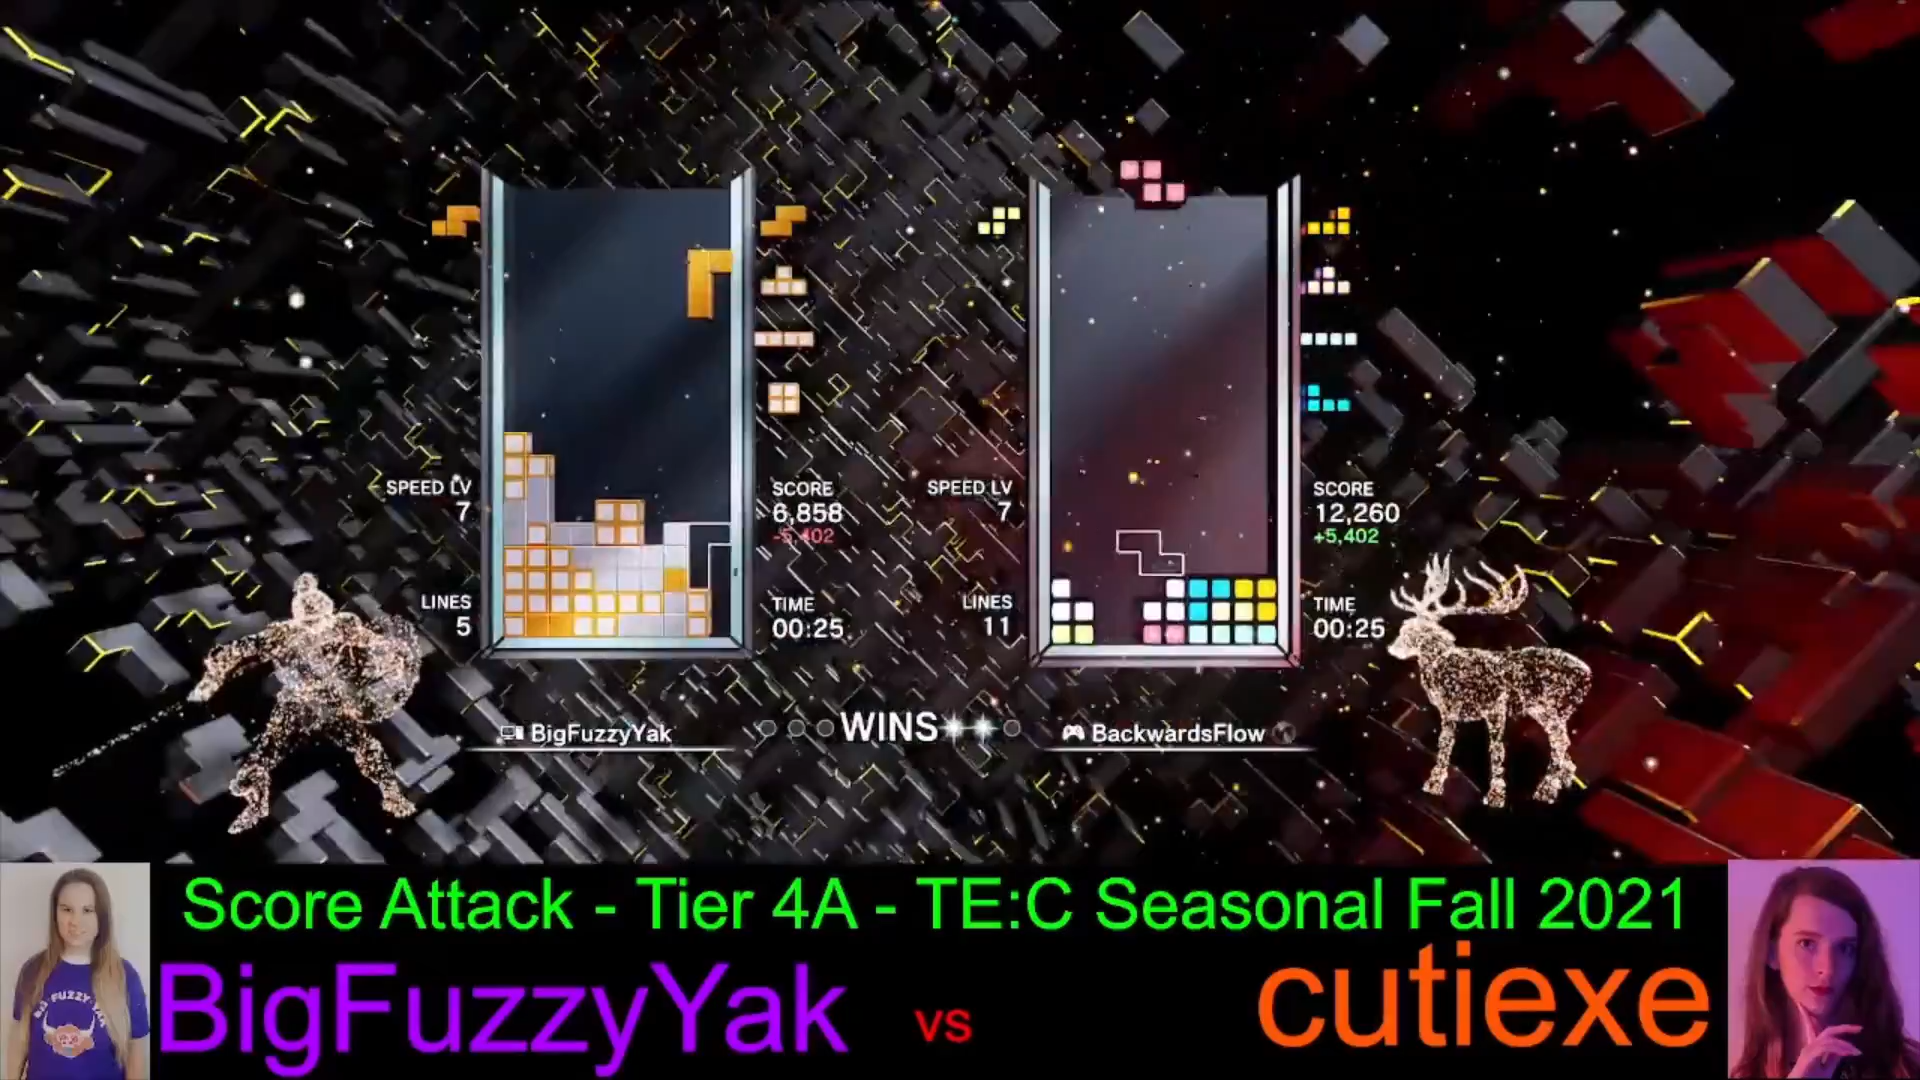 SPEED LV
7
SCORE
6,858
-5,402
LINES
5
TIME
00:25
SPEED LV
7
SCORE
12,260
+5,402
LINES
11
TIME
00:25
BigFuzzyYak
WINS
BackwardsFlow
Score Attack - Tier 4A - TE:C Seasonal Fall 2021
BigFuzzyYak
vs
cutiexe